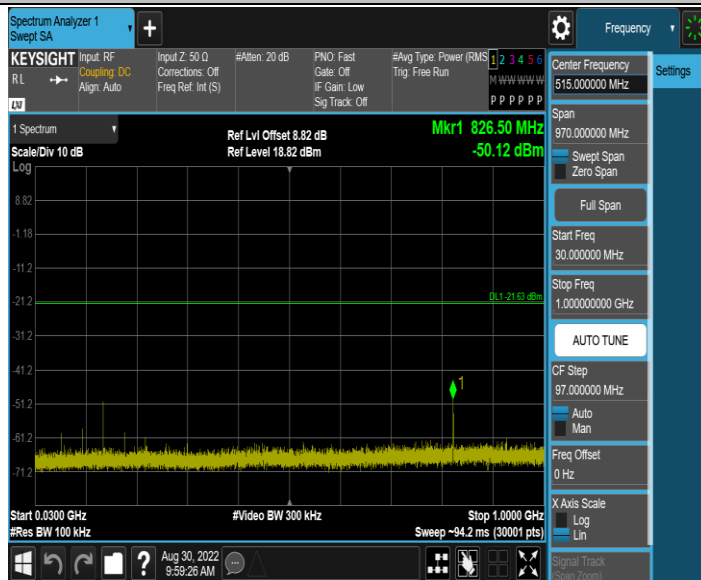 Spectrum Analyzer 1
Swept SA
Frequency
KEYSIGHT
RL
LXI
Input: RF
Coupling: DC
Align: Auto
Input Z: 50 Ω
Corrections: Off
Freq Ref: Int (S)
#Atten: 20 dB
PNO: Fast
Gate: Off
IF Gain: Low
Sig Track: Off
#Avg Type: Power (RMS
Trig: Free Run
1 2 3 4 5 6
M W W W W W
P P P P P P
1 Spectrum
Scale/Div 10 dB
Log
Ref Lvl Offset 8.82 dB
Ref Level 18.82 dBm
Mkr1 826.50 MHz
-50.12 dBm
8.82
-1.18
-11.2
-21.2
DL1 -21.63 dBm
-31.2
-41.2
1
-51.2
-61.2
-71.2
Start 0.0300 GHz
#Res BW 100 kHz
#Video BW 300 kHz
Stop 1.0000 GHz
Sweep ~94.2 ms (30001 pts)
?
Aug 30, 2022
9:59:26 AM
Center Frequency
515.000000 MHz
Settings
Span
970.000000 MHz
Swept Span
Zero Span
Full Span
Start Freq
30.000000 MHz
Stop Freq
1.000000000 GHz
AUTO TUNE
CF Step
97.000000 MHz
Auto
Man
Freq Offset
0 Hz
X Axis Scale
Log
Lin
Signal Track
(Span Zoom)